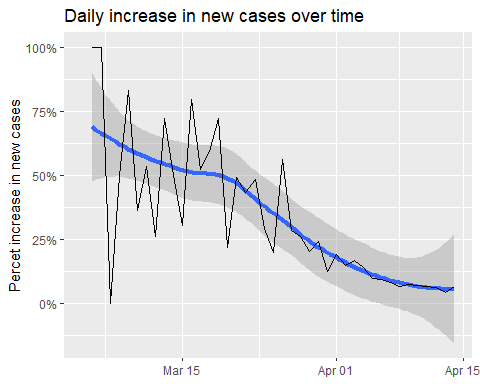 Daily increase in new cases over time
Percet increase in new cases
100%
75%
50%
25%
0%
Mar 15
Apr 01
Apr 15